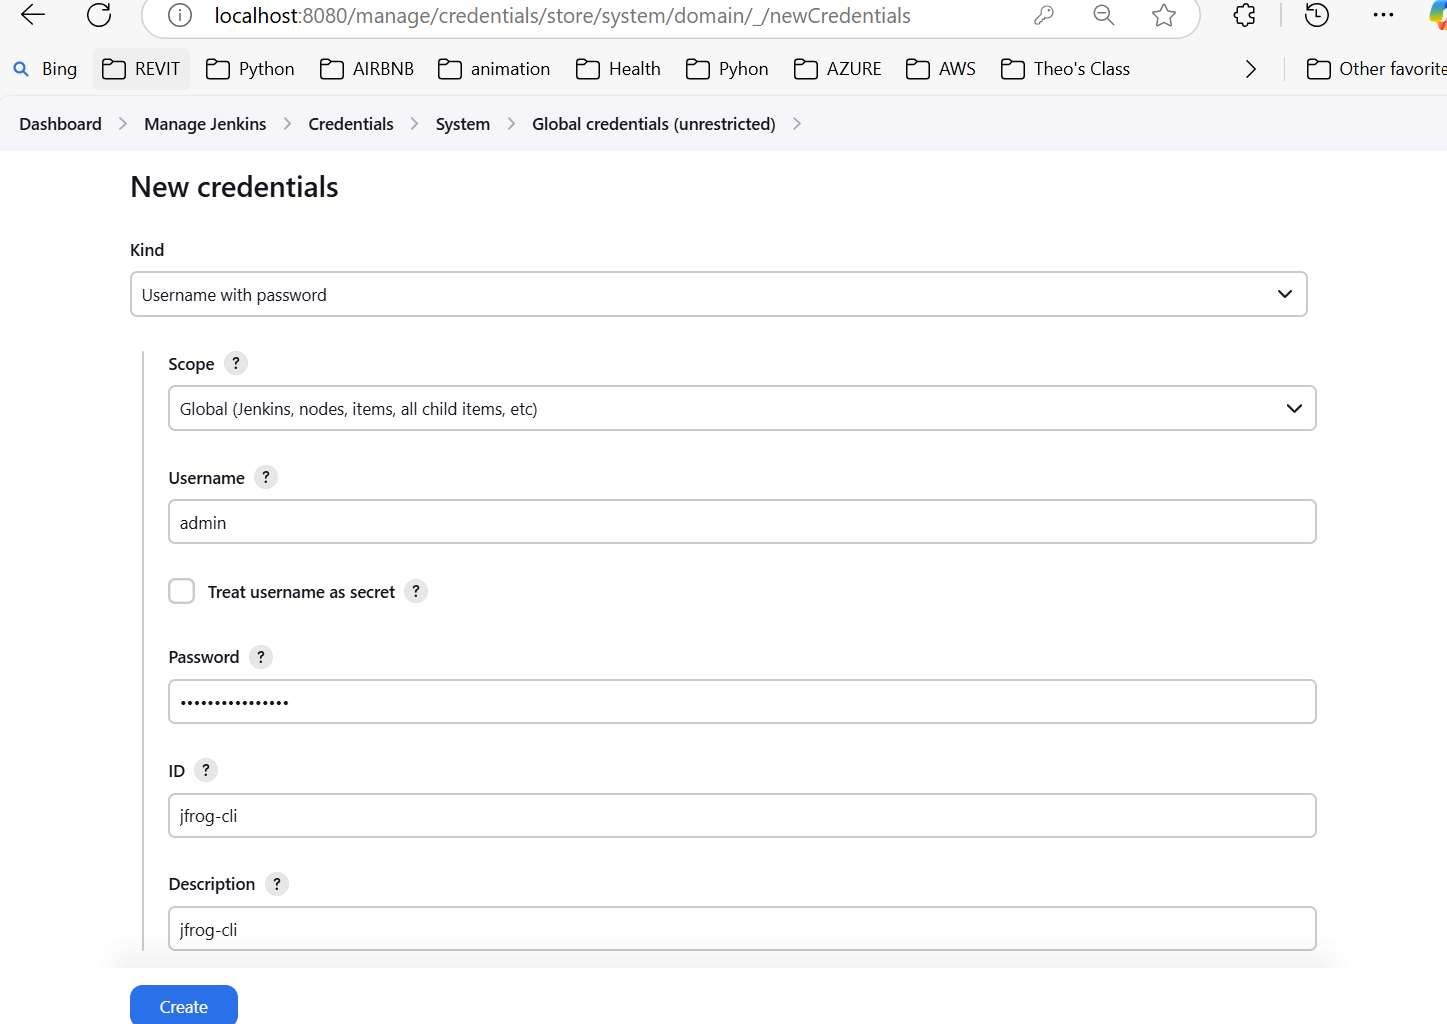 localhost:8080/manage/credentials/store/system/domain/_/newCredentials
Bing REVIT Python AIRBNB animation Health Pyhon AZURE AWS Theo's Class Other favorite
Dashboard Manage Jenkins Credentials System Global credentials (unrestricted)
New credentials
Kind
Username with password
Scope ?
Global (Jenkins, nodes, items, all child items, etc)
Username ?
admin
Treat username as secret ?
Password ?
••••••••••••••••
ID ?
jfrog-cli
Description ?
jfrog-cli
Create